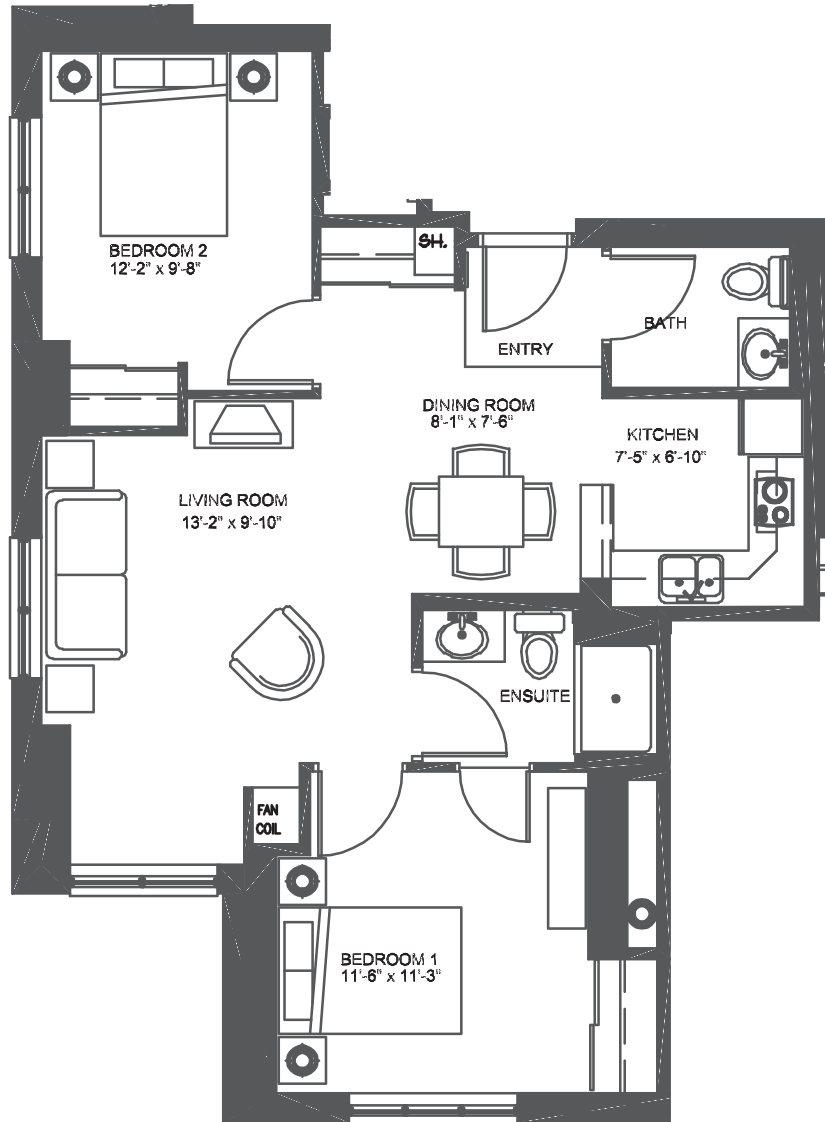 BEDROOM 2
12'-2" x 9'-8"
SH.
ENTRY
BATH
DINING ROOM
8'-1" x 7'-6"
KITCHEN
7'-5" x 6'-10"
LIVING ROOM
13'-2" x 9'-10"
ENSUITE
FAN
COIL
BEDROOM 1
11'-6" x 11'-3"